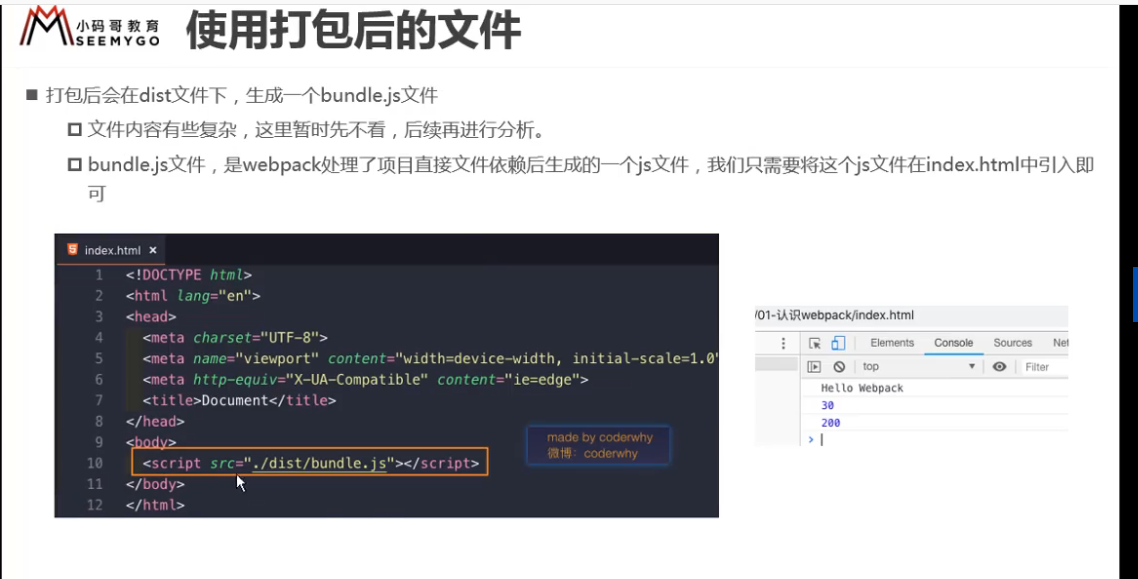 小码哥教育
SEEMYGO
使用打包后的文件
打包后会在dist文件下，生成一个bundle.js文件
文件内容有些复杂，这里暂时先不看，后续再进行分析。
bundle.js文件，是webpack处理了项目直接文件依赖后生成的一个js文件，我们只需要将这个js文件在index.html中引入即
可
index.html ×
1 <!DOCTYPE html>
2 <html lang="en">
3 <head>
4 <meta charset="UTF-8">
5 <meta name="viewport" content="width=device-width, initial-scale=1.0"
6 <meta http-equiv="X-UA-Compatible" content="ie=edge">
7 <title>Document</title>
8 </head>
9 <body>
10 <script src="./dist/bundle.js"></script>
11 </body>
12 </html>
made by coderwhy
微博：coderwhy
/01-认识webpack/index.html
Elements Console Sources Net
top Filter
Hello Webpack
30
200
>